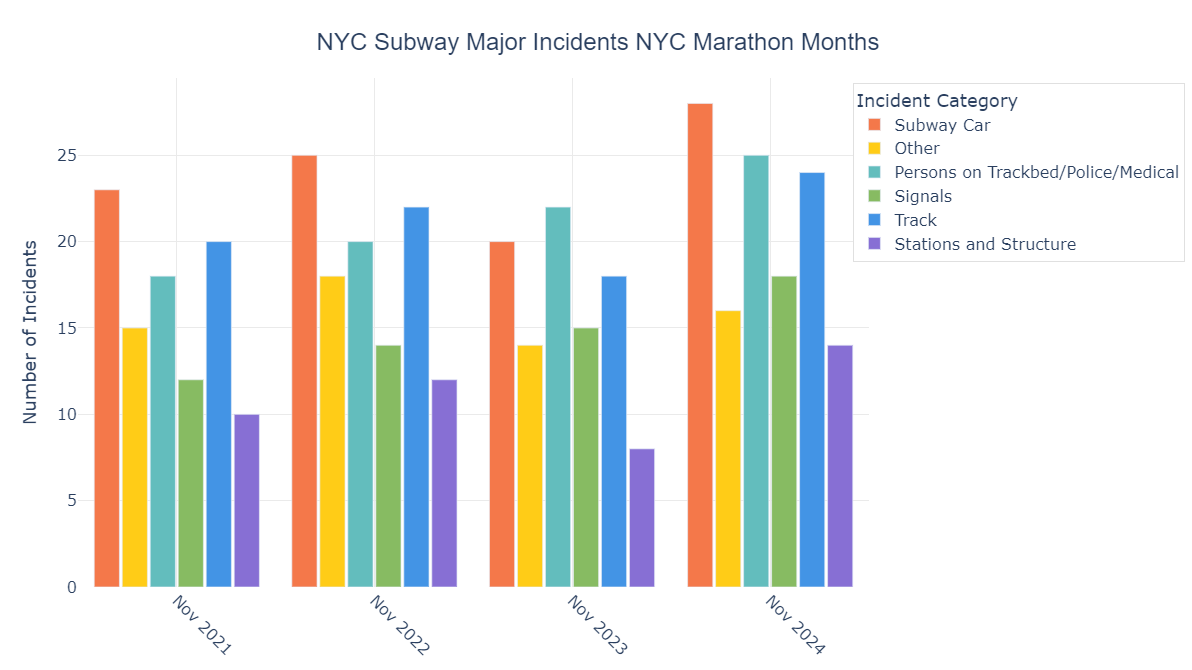 NYC Subway Major Incidents NYC Marathon Months
Number of Incidents
25
20
15
10
5
0
Nov 2021
Nov 2022
Nov 2023
Nov 2024
Incident Category
Subway Car
Other
Persons on Trackbed/Police/Medical
Signals
Track
Stations and Structure